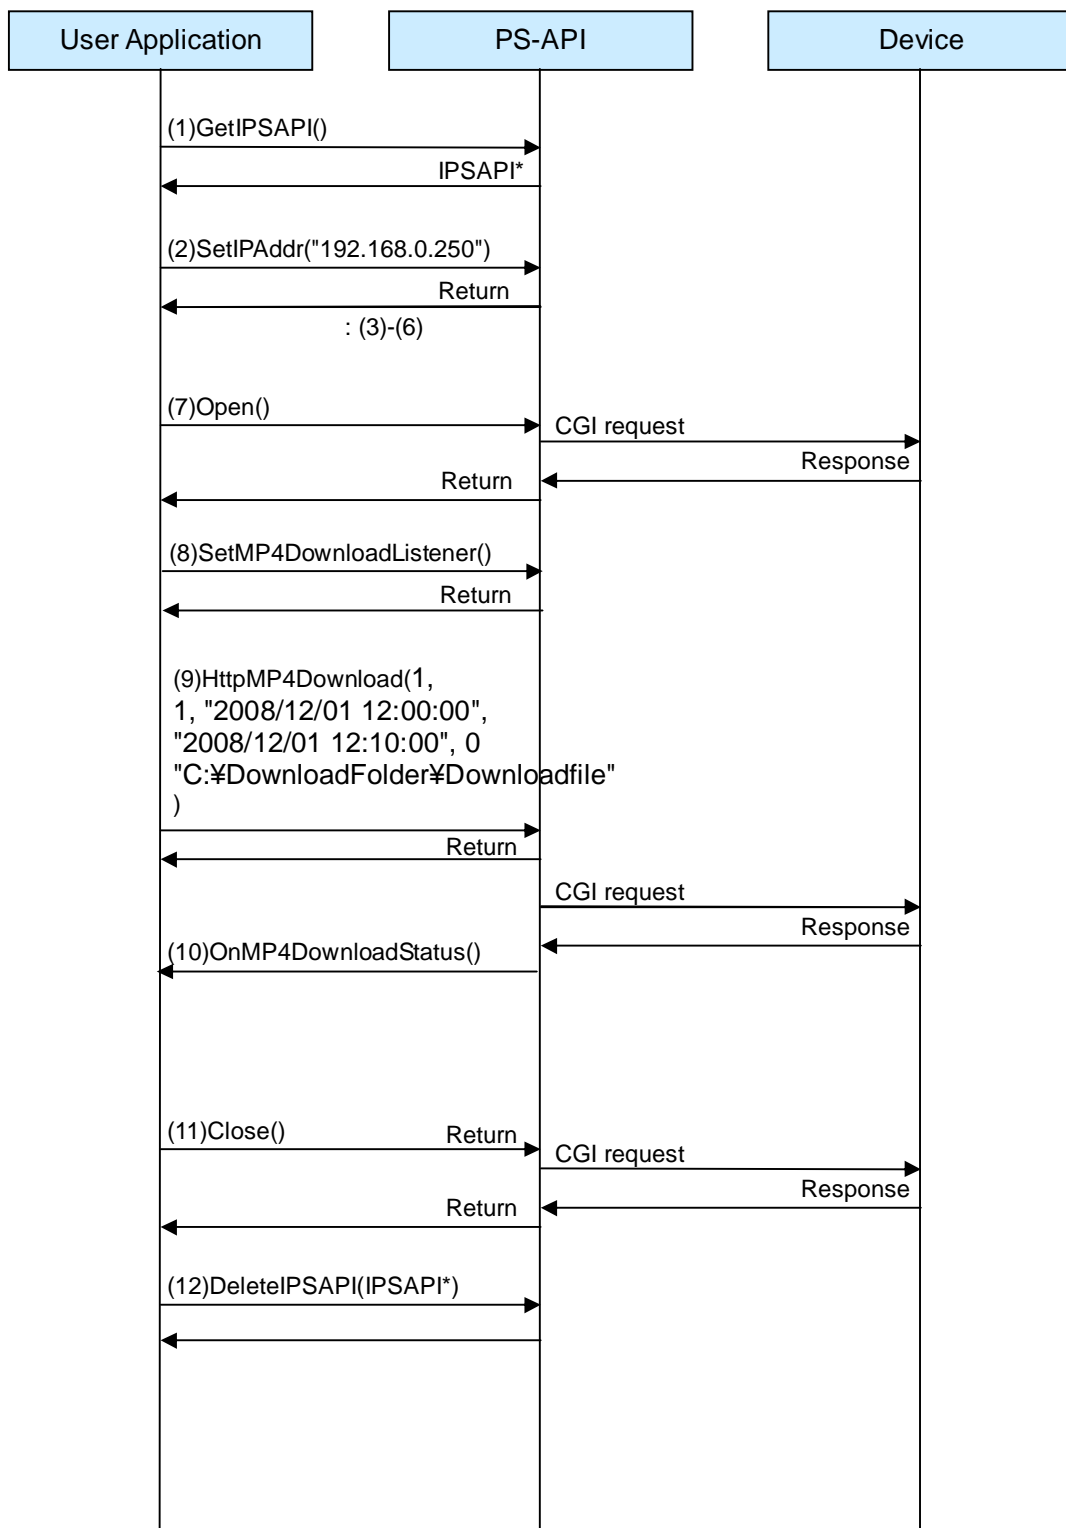 User Application
PS-API
Device
(1)GetIPSAPI()
IPSAPI*
(2)SetIPAddr("192.168.0.250")
Return
: (3)-(6)
(7)Open()
CGI request
Response
Return
(8)SetMP4DownloadListener()
Return
(9)HttpMP4Download(1,
1, "2008/12/01 12:00:00",
"2008/12/01 12:10:00", 0
"C:¥DownloadFolder¥Downloadfile"
)
Return
CGI request
Response
(10)OnMP4DownloadStatus()
(11)Close()
Return
CGI request
Response
Return
(12)DeleteIPSAPI(IPSAPI*)